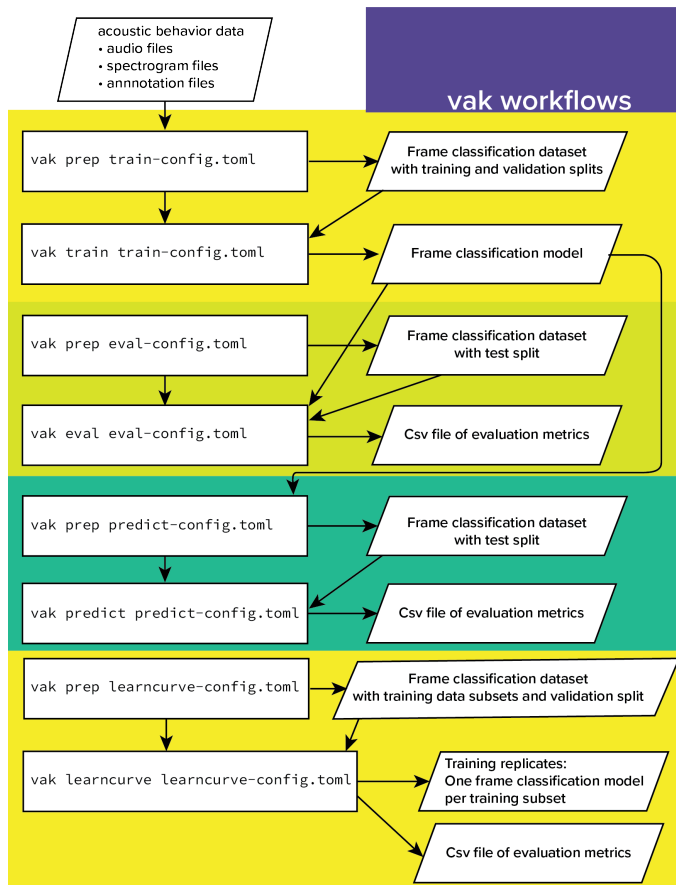 acoustic behavior data
• audio files
• spectrogram files
• annnotation files
vak workflows
vak prep train-config.toml
Frame classification dataset
with training and validation splits
vak train train-config.toml
Frame classification model
vak prep eval-config.toml
Frame classification dataset
with test split
vak eval eval-config.toml
Csv file of evaluation metrics
vak prep predict-config.toml
Frame classification dataset
with test split
vak predict predict-config.toml
Csv file of evaluation metrics
vak prep learncurve-config.toml
Frame classification dataset
with training data subsets and validation split
vak learncurve learncurve-config.toml
Training replicates:
One frame classification model
per training subset
Csv file of evaluation metrics